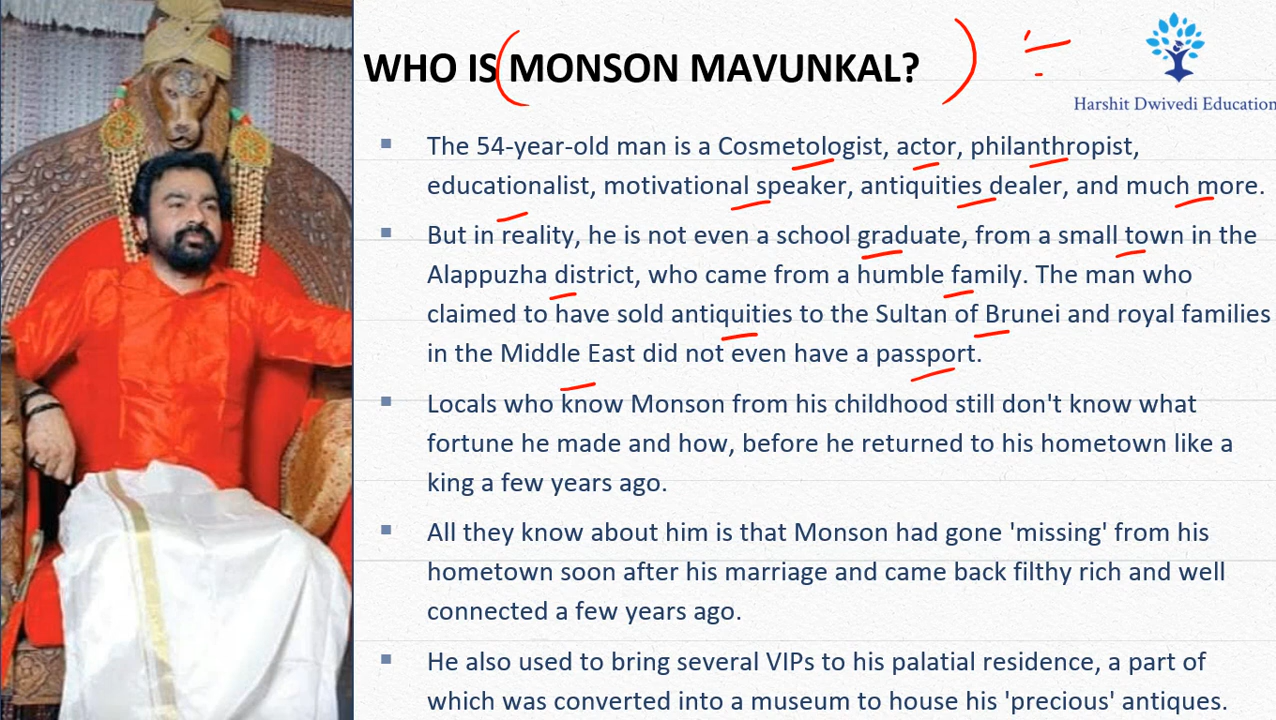 WHO IS MONSON MAVUNKAL?
Harshit Dwivedi Education
▪ The 54-year-old man is a Cosmetologist, actor, philanthropist,
educationalist, motivational speaker, antiquities dealer, and much more.
▪ But in reality, he is not even a school graduate, from a small town in the
Alappuzha district, who came from a humble family. The man who
claimed to have sold antiquities to the Sultan of Brunei and royal families
in the Middle East did not even have a passport.
▪ Locals who know Monson from his childhood still don't know what
fortune he made and how, before he returned to his hometown like a
king a few years ago.
▪ All they know about him is that Monson had gone 'missing' from his
hometown soon after his marriage and came back filthy rich and well
connected a few years ago.
▪ He also used to bring several VIPs to his palatial residence, a part of
which was converted into a museum to house his 'precious' antiques.